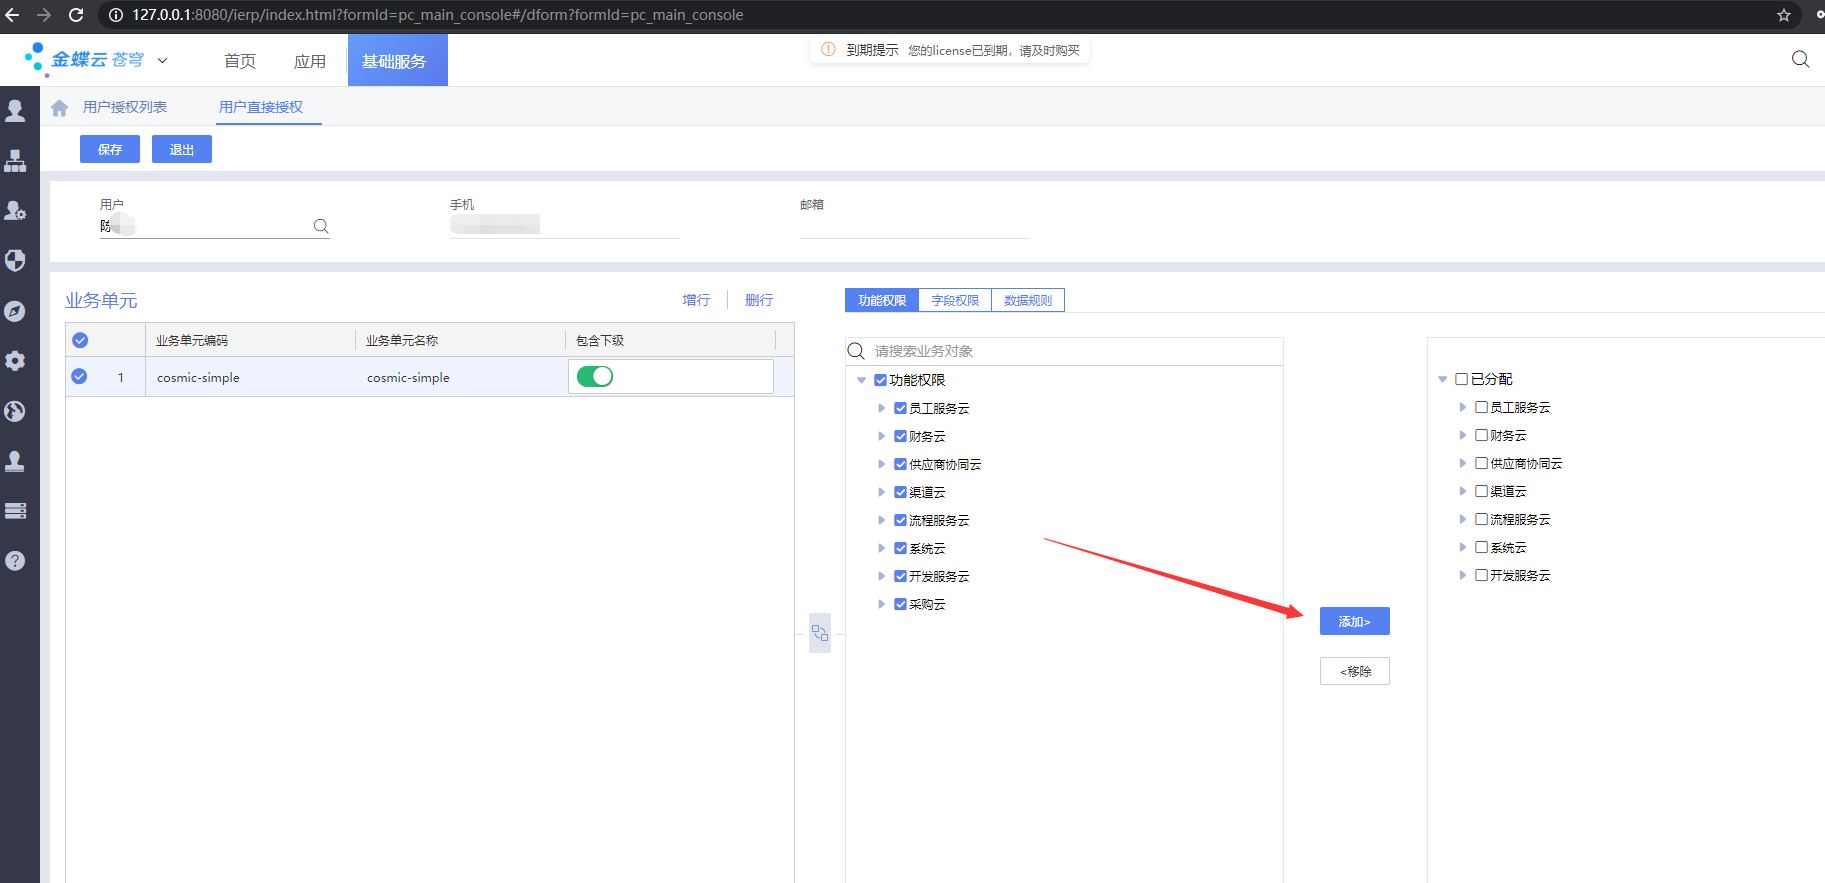 127.0.0.1:8080/ierp/index.html?formId=pc_main_console#/dform?formId=pc_main_console
金蝶云 苍穹
首页
应用
基础服务
到期提示 您的license已到期，请及时购买
用户授权列表
用户直接授权
保存
退出
用户
手机
邮箱
陈
业务单元
增行
删行
业务单元编码
业务单元名称
包含下级
1
cosmic-simple
cosmic-simple
功能权限
字段权限
数据规则
请搜索业务对象
功能权限
员工服务云
财务云
供应商协同云
渠道云
流程服务云
系统云
开发服务云
采购云
添加>
<移除
已分配
员工服务云
财务云
供应商协同云
渠道云
流程服务云
系统云
开发服务云